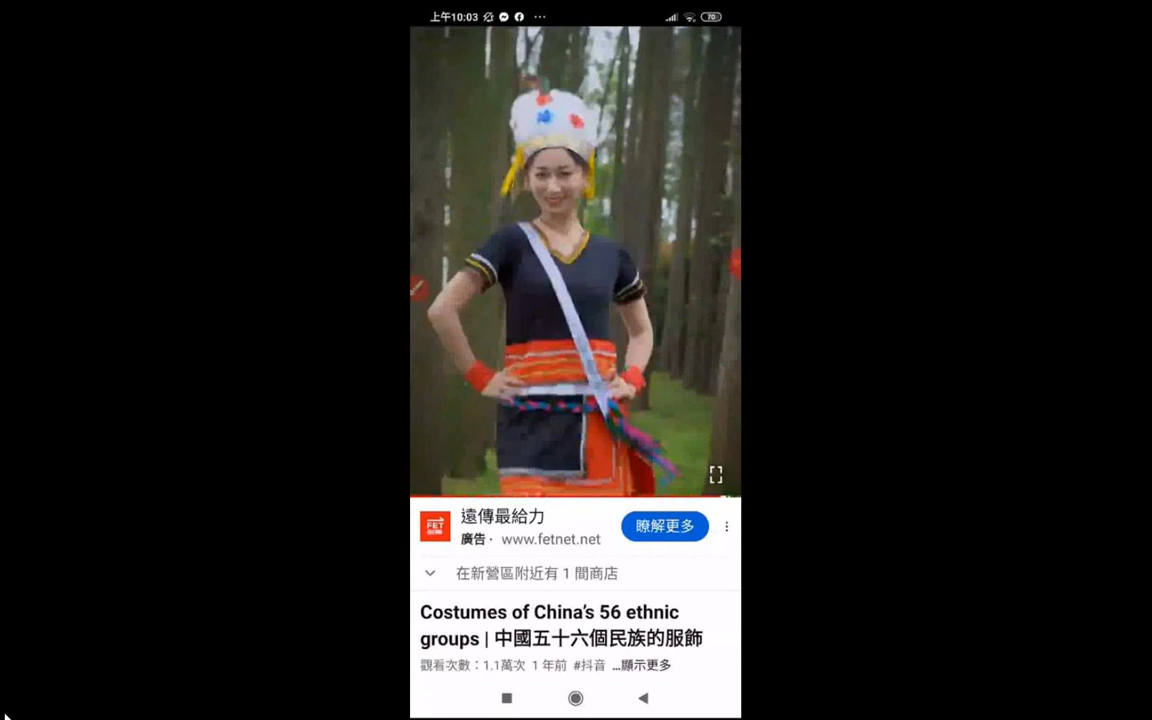 上午10:03
70
FET
遠傳最給力
瞭解更多
廣告· www.fetnet.net
在新營區附近有 1 間商店
Costumes of China’s 56 ethnic
groups | 中國五十六個民族的服飾
觀看次數：1.1萬次 1 年前 #抖音 ...顯示更多